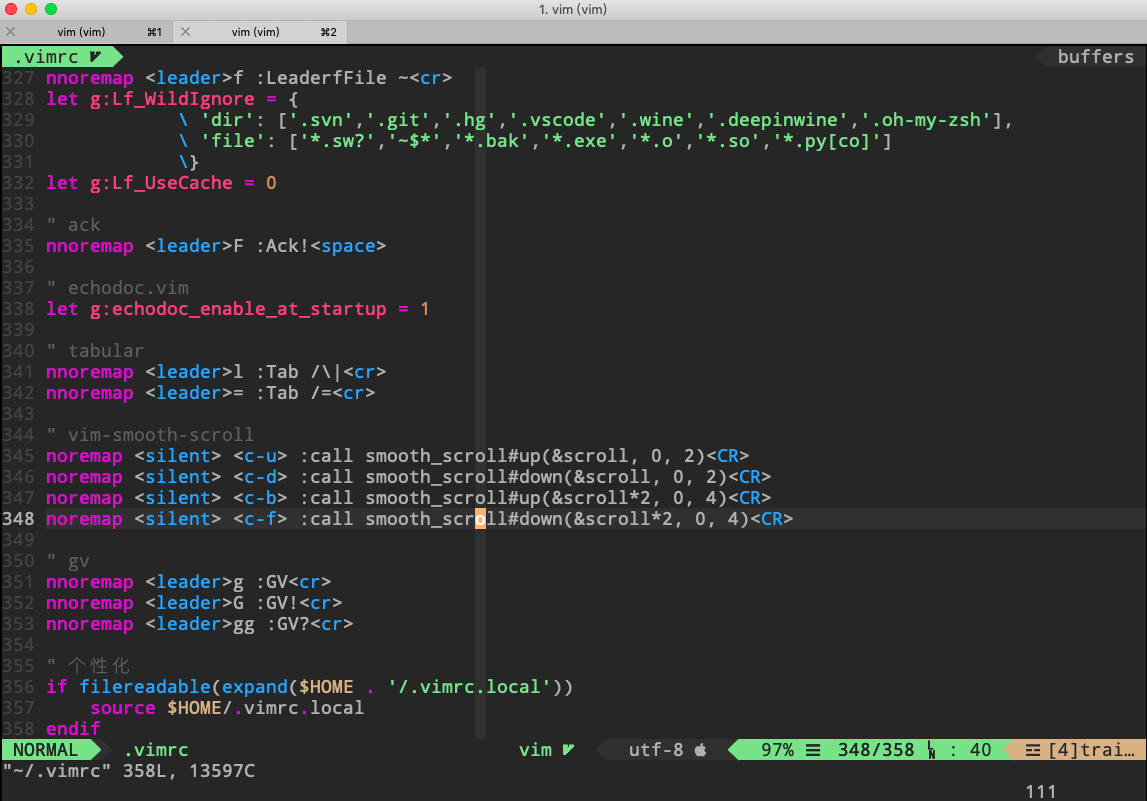 1. vim (vim)
vim (vim) ⌘1 vim (vim) ⌘2
.vimrc buffers
327 nnoremap <leader>f :LeaderfFile ~<cr>
328 let g:Lf_WildIgnore = {
329 \ 'dir': ['.svn','.git','.hg','.vscode','.wine','.deepinwine','.oh-my-zsh'],
330 \ 'file': ['*.sw?','~$*','*.bak','*.exe','*.o','*.so','*.py[co]']
331 \}
332 let g:Lf_UseCache = 0
333
334 " ack
335 nnoremap <leader>F :Ack!<space>
336
337 " echodoc.vim
338 let g:echodoc_enable_at_startup = 1
339
340 " tabular
341 nnoremap <leader>l :Tab /\|<cr>
342 nnoremap <leader>= :Tab /=<cr>
343
344 " vim-smooth-scroll
345 noremap <silent> <c-u> :call smooth_scroll#up(&scroll, 0, 2)<CR>
346 noremap <silent> <c-d> :call smooth_scroll#down(&scroll, 0, 2)<CR>
347 noremap <silent> <c-b> :call smooth_scroll#up(&scroll*2, 0, 4)<CR>
348 noremap <silent> <c-f> :call smooth_scroll#down(&scroll*2, 0, 4)<CR>
349
350 " gv
351 nnoremap <leader>g :GV<cr>
352 nnoremap <leader>G :GV!<cr>
353 nnoremap <leader>gg :GV?<cr>
354
355 " 个性化
356 if filereadable(expand($HOME . '/.vimrc.local'))
357 source $HOME/.vimrc.local
358 endif
NORMAL .vimrc vim utf-8 97% ☰ 348/358 : 40 ☲ [4]trai…
"~/.vimrc" 358L, 13597C
111